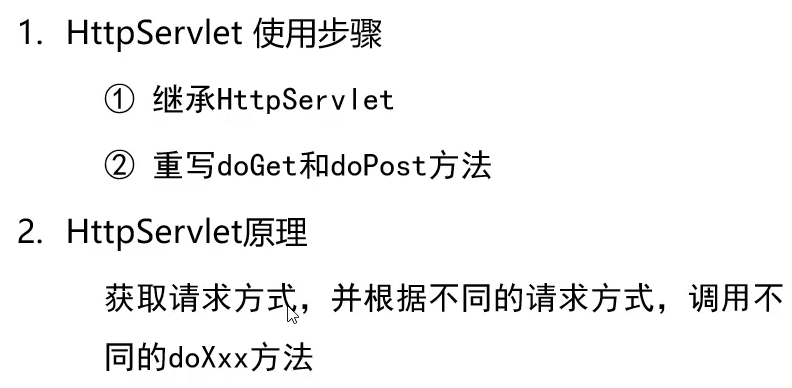 1. HttpServlet 使用步骤
① 继承HttpServlet
② 重写doGet和doPost方法
2. HttpServlet原理
获取请求方式，并根据不同的请求方式，调用不
同的doXxx方法